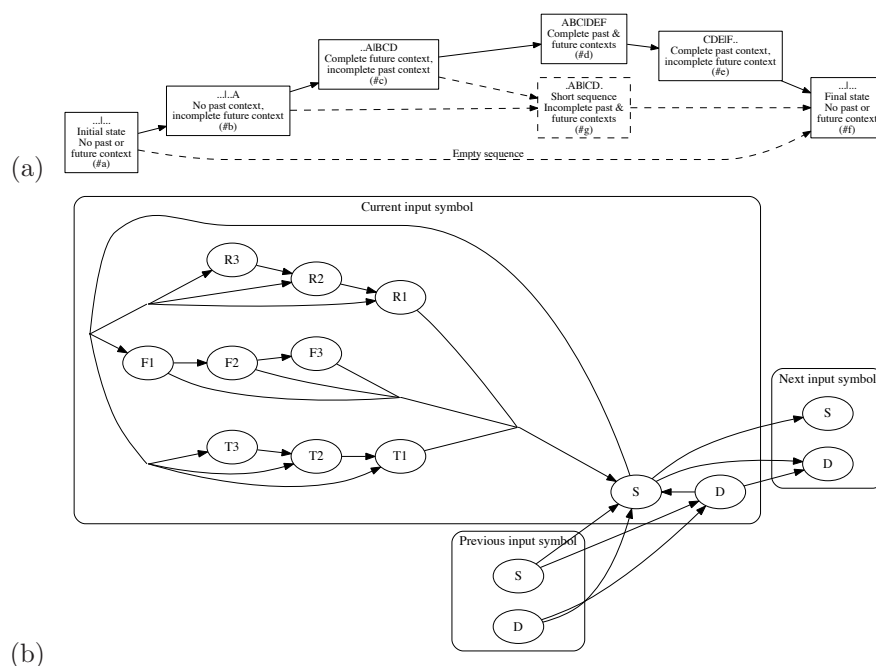 ...|...
Initial state
No past or
future context
(#a)
...|..A
No past context,
incomplete future context
(#b)
..A|BCD
Complete future context,
incomplete past context
(#c)
ABC|DEF
Complete past &
future contexts
(#d)
CDE|F..
Complete past context,
incomplete future context
(#e)
.AB|CD.
Short sequence
Incomplete past &
future contexts
(#g)
...|...
Final state
No past or
future context
(#f)
Empty sequence
(a)
Current input symbol
R3
R2
R1
F1
F2
F3
T3
T2
T1
S
D
Next input symbol
S
D
Previous input symbol
S
D
(b)